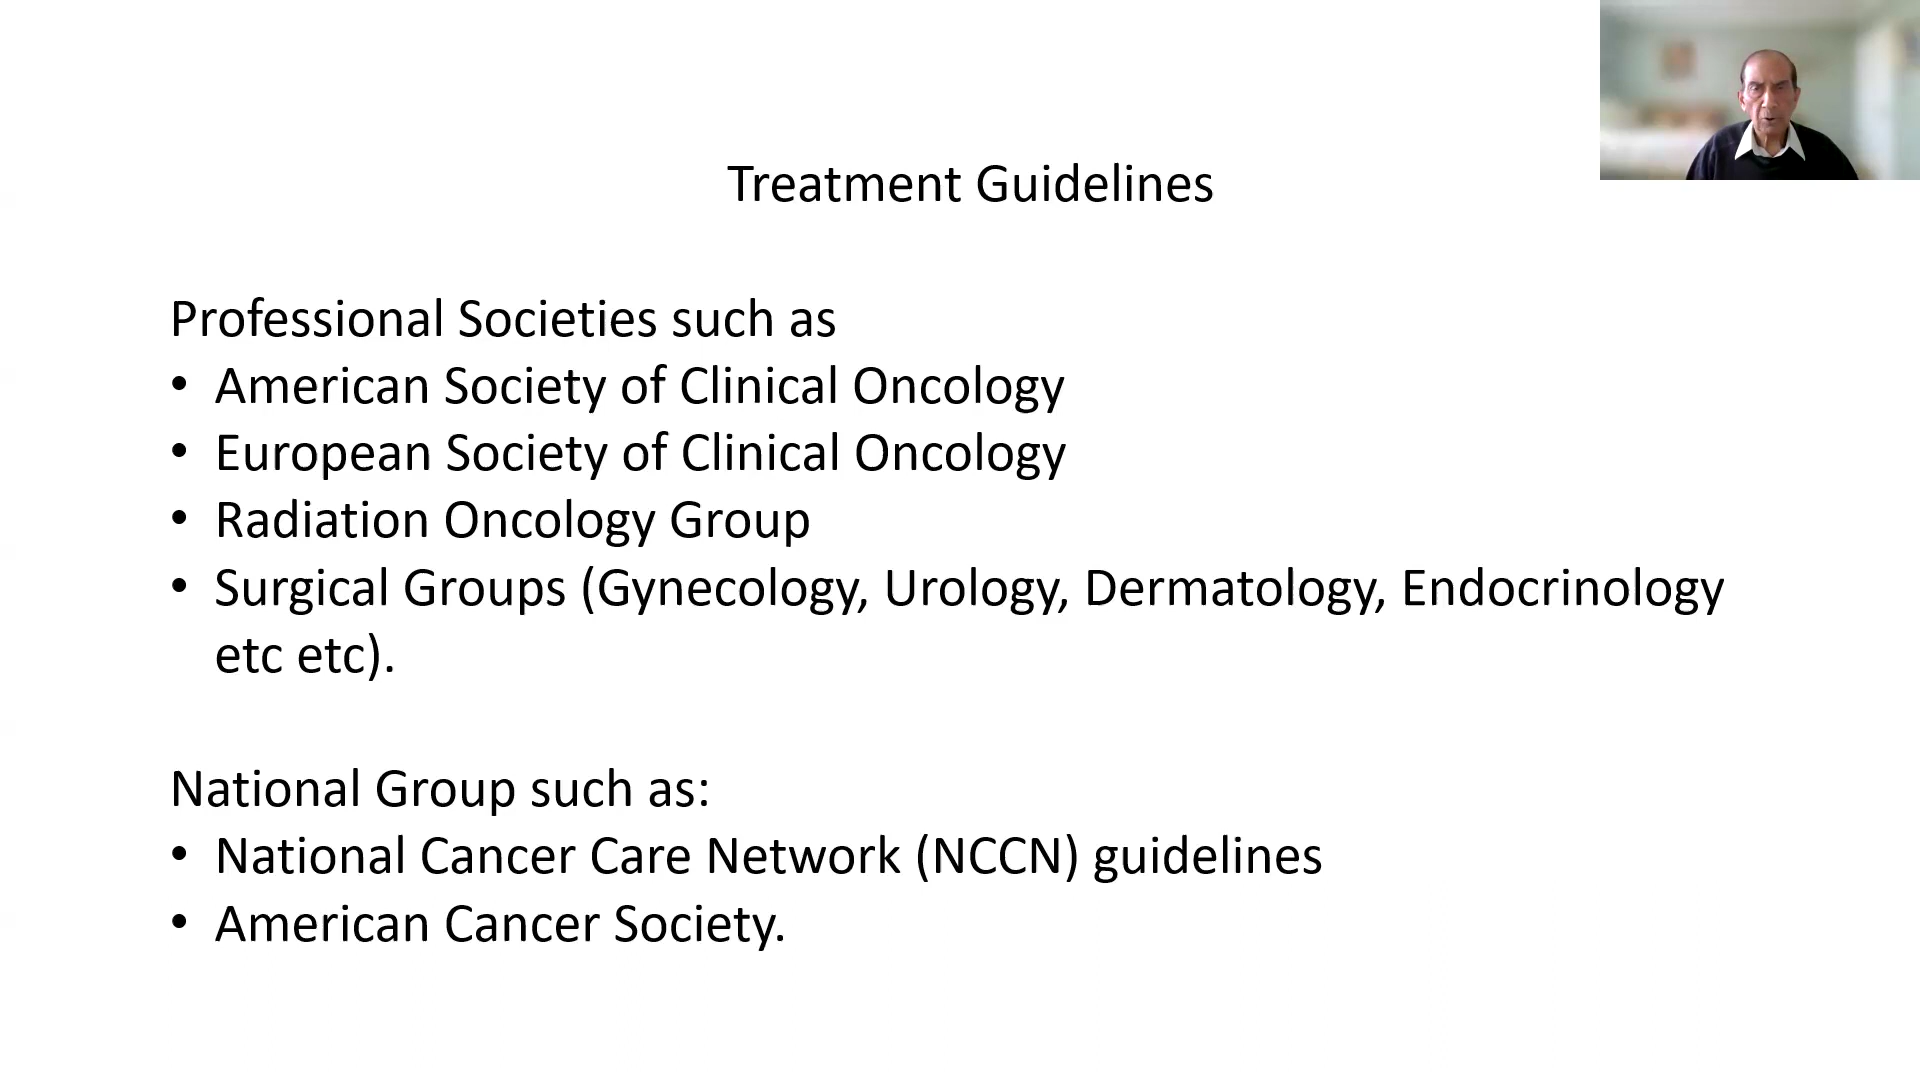 Treatment Guidelines
Professional Societies such as
• American Society of Clinical Oncology
• European Society of Clinical Oncology
• Radiation Oncology Group
• Surgical Groups (Gynecology, Urology, Dermatology, Endocrinology
etc etc).
National Group such as:
• National Cancer Care Network (NCCN) guidelines
• American Cancer Society.